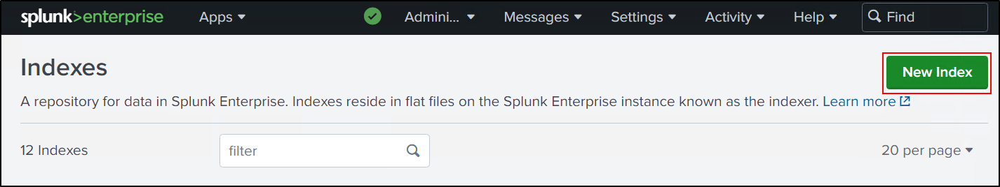 splunk>enterprise Apps Admini... Messages Settings Activity Help Find
Indexes
New Index
A repository for data in Splunk Enterprise. Indexes reside in flat files on the Splunk Enterprise instance known as the indexer. Learn more
12 Indexes filter 20 per page